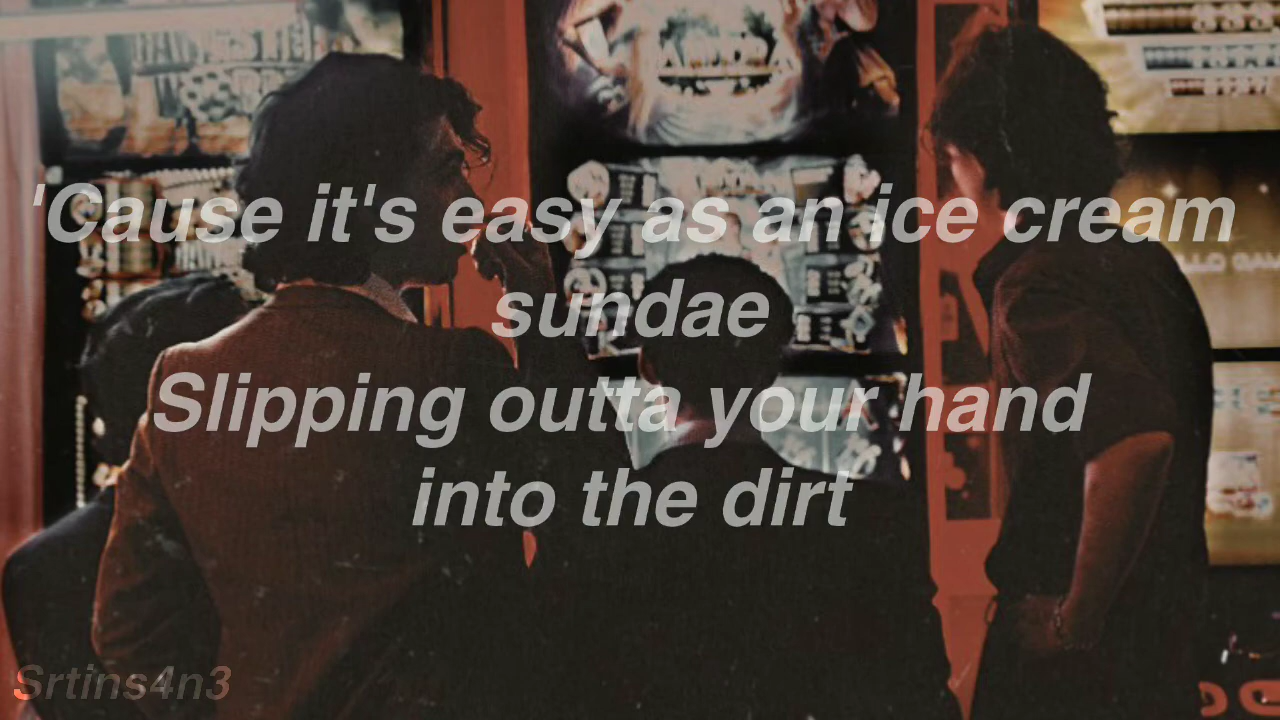 'Cause it's easy as an ice cream
sundae
Slipping outta your hand
into the dirt
Srtins4n3